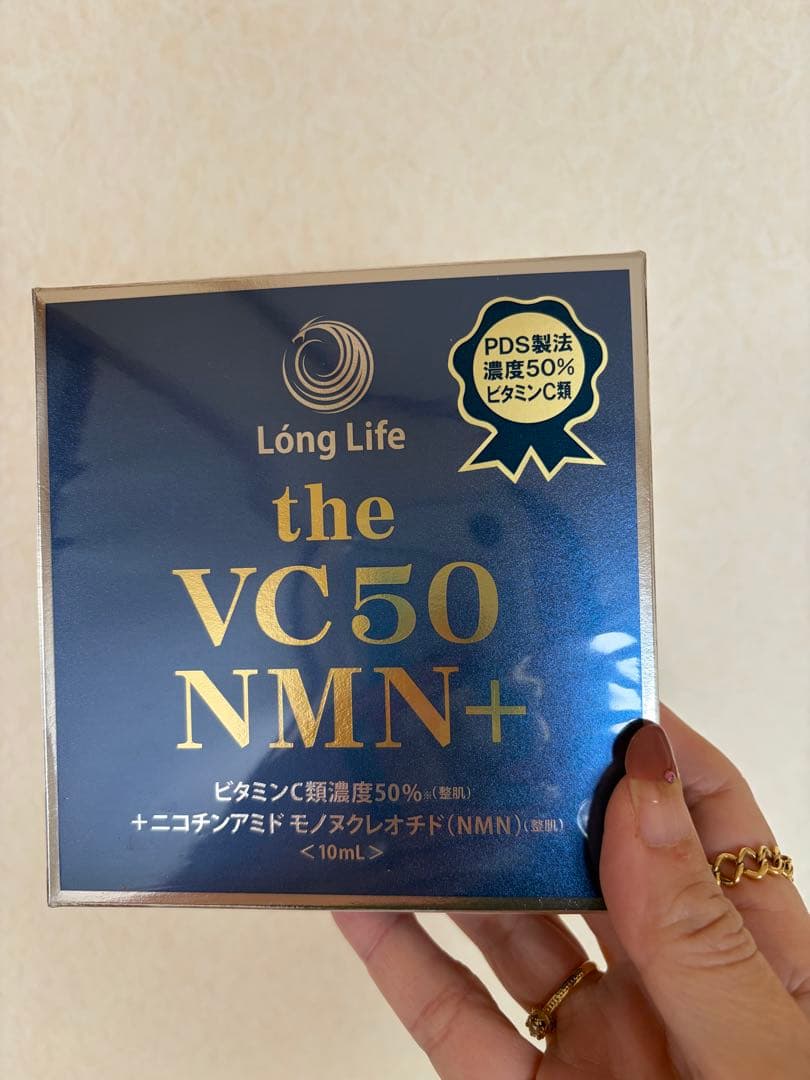 PDS製法
濃度50%
ビタミンC類
Lóng Life
the
VC50
NMN+
ビタミンC類濃度50%※(整肌)
+ニコチンアミド モノヌクレオチド(NMN)(整肌)
<10mL>